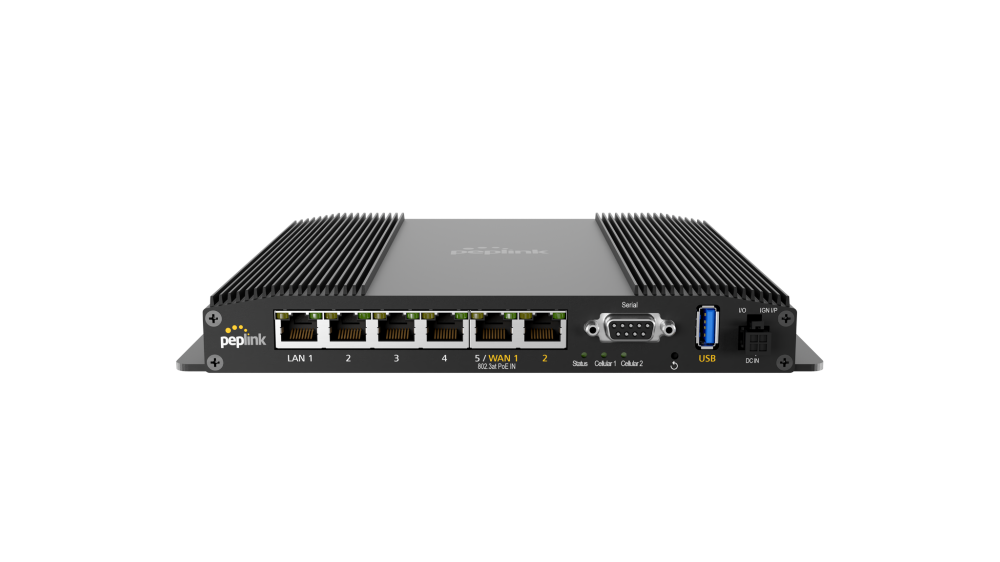 peplink
peplink
Serial
I/O
IGN I/P
LAN 1
2
3
4
5 / WAN 1
802.3at PoE IN
2
Status
Cellular 1
Cellular 2
USB
DC IN